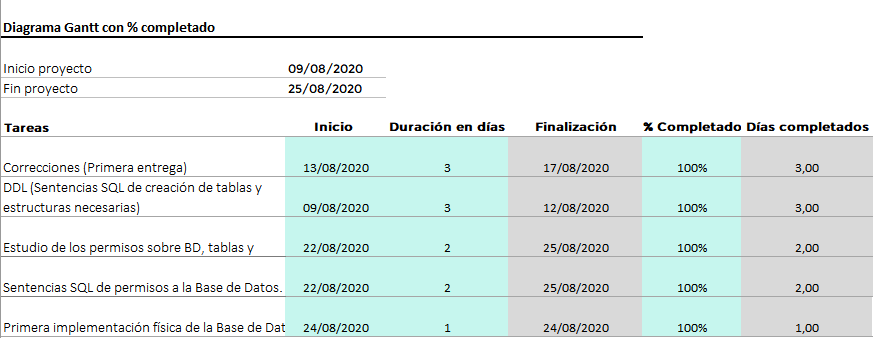 Diagrama Gantt con % completado
Inicio proyecto 09/08/2020
Fin proyecto 25/08/2020
Tareas Inicio Duración en días Finalización % Completado Días completados
Correcciones (Primera entrega) 13/08/2020 3 17/08/2020 100% 3,00
DDL (Sentencias SQL de creación de tablas y
estructuras necesarias) 09/08/2020 3 12/08/2020 100% 3,00
Estudio de los permisos sobre BD, tablas y 22/08/2020 2 25/08/2020 100% 2,00
Sentencias SQL de permisos a la Base de Datos. 22/08/2020 2 25/08/2020 100% 2,00
Primera implementación física de la Base de Dat 24/08/2020 1 24/08/2020 100% 1,00